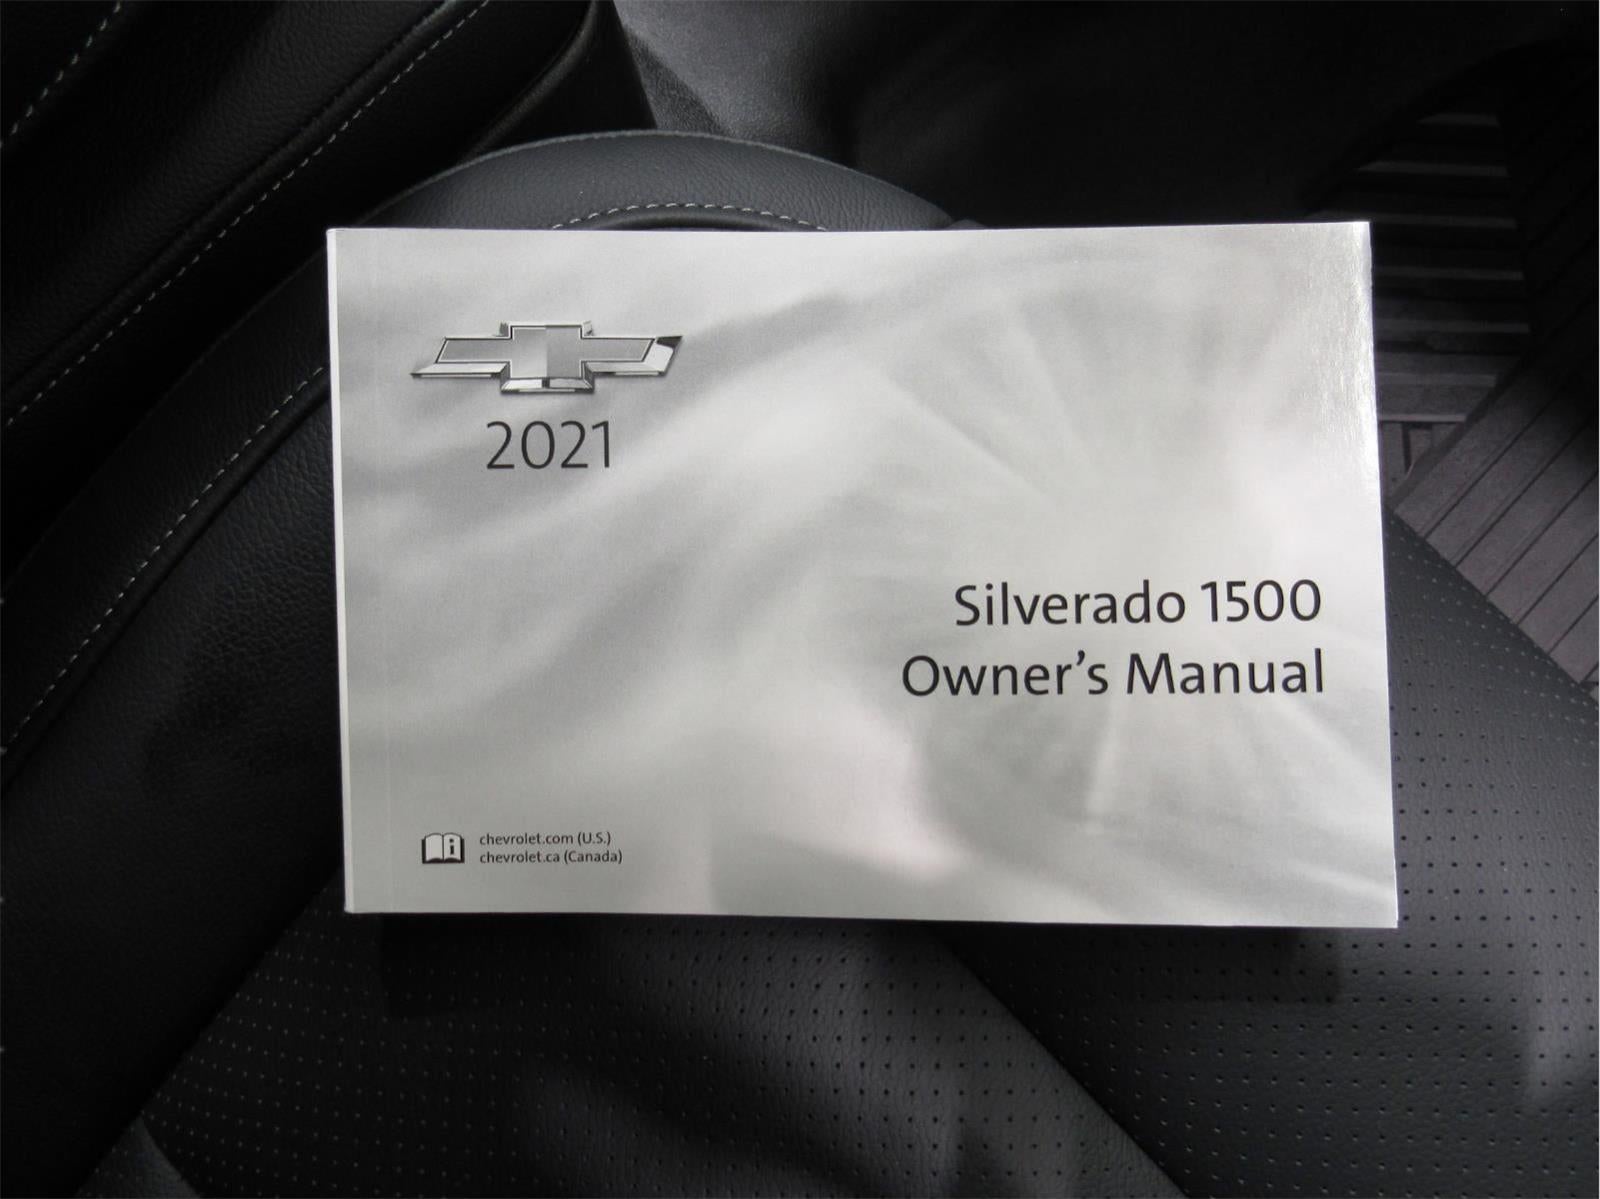 2021
Silverado 1500
Owner's Manual
chevrolet.com (U.S.)
chevrolet.ca (Canada)